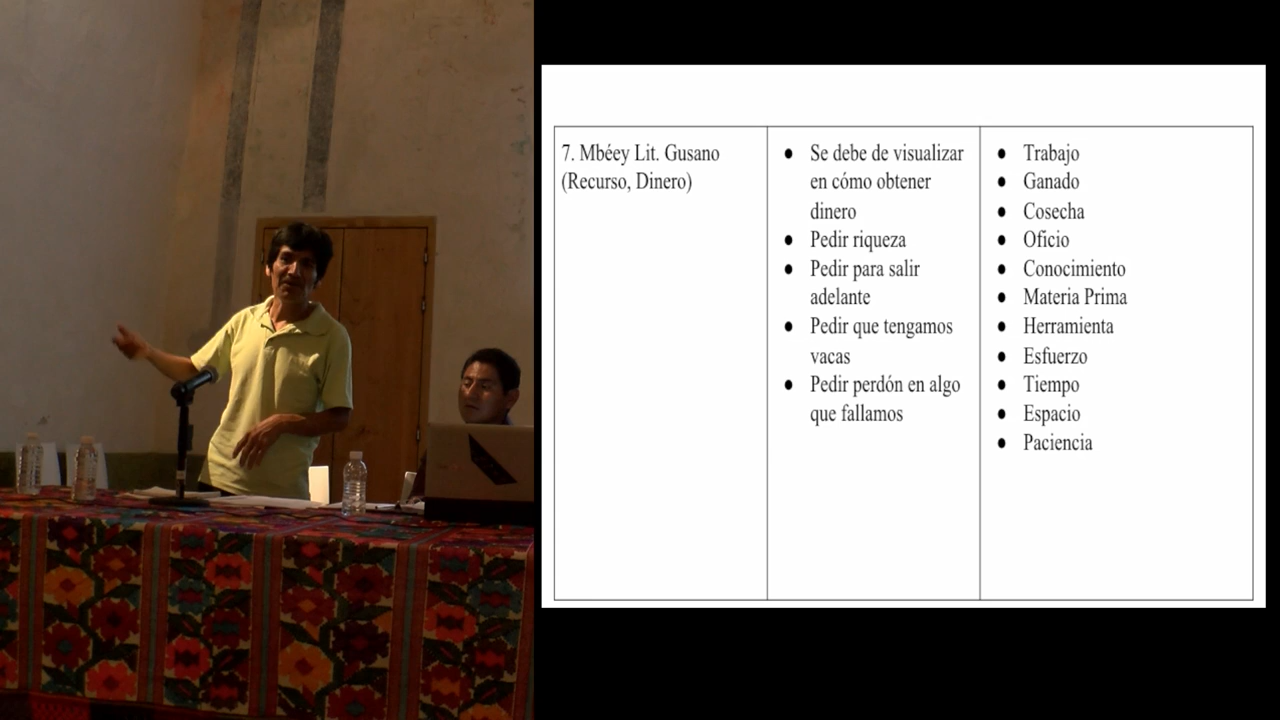 7. Mbéey Lit. Gusano
(Recurso, Dinero)
● Se debe de visualizar
en cómo obtener
dinero
● Pedir riqueza
● Pedir para salir
adelante
● Pedir que tengamos
vacas
● Pedir perdón en algo
que fallamos
● Trabajo
● Ganado
● Cosecha
● Oficio
● Conocimiento
● Materia Prima
● Herramienta
● Esfuerzo
● Tiempo
● Espacio
● Paciencia